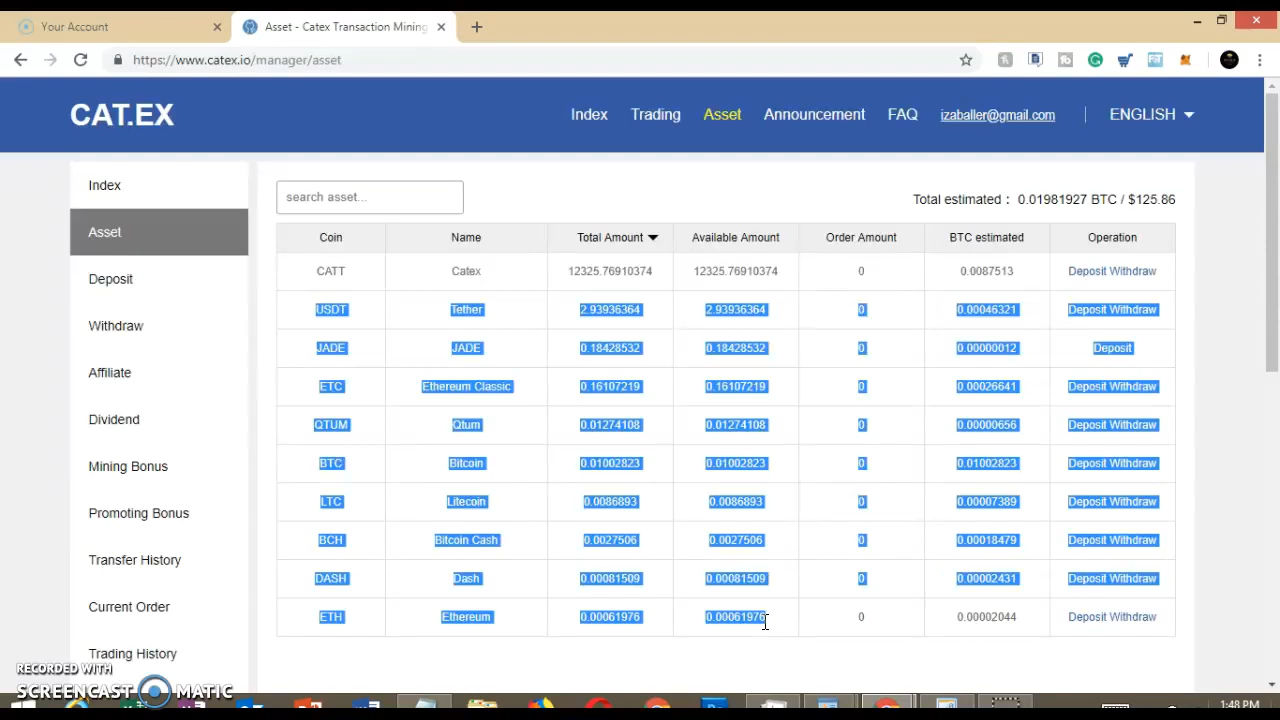 Your Account
Asset - Catex Transaction Mining
https://www.catex.io/manager/asset
CAT.EX
Index Trading Asset Announcement FAQ izaballer@gmail.com ENGLISH
Index
Asset
Deposit
Withdraw
Affiliate
Dividend
Mining Bonus
Promoting Bonus
Transfer History
Current Order
Trading History
search asset...
Total estimated : 0.01981927 BTC / $125.86
Coin Name Total Amount Available Amount Order Amount BTC estimated Operation
CATT Catex 12325.76910374 12325.76910374 0 0.0087513 Deposit Withdraw
USDT Tether 2.93936364 2.93936364 0 0.00046321 Deposit Withdraw
JADE JADE 0.18428532 0.18428532 0 0.00000012 Deposit
ETC Ethereum Classic 0.16107219 0.16107219 0 0.00026641 Deposit Withdraw
QTUM Qtum 0.01274108 0.01274108 0 0.00000656 Deposit Withdraw
BTC Bitcoin 0.01002823 0.01002823 0 0.01002823 Deposit Withdraw
LTC Litecoin 0.0086893 0.0086893 0 0.00007389 Deposit Withdraw
BCH Bitcoin Cash 0.0027506 0.0027506 0 0.00018479 Deposit Withdraw
DASH Dash 0.00081509 0.00081509 0 0.00002431 Deposit Withdraw
ETH Ethereum 0.00061976 0.00061976 0 0.00002044 Deposit Withdraw
RECORDED WITH
SCREENCAST MATIC
1:48 PM